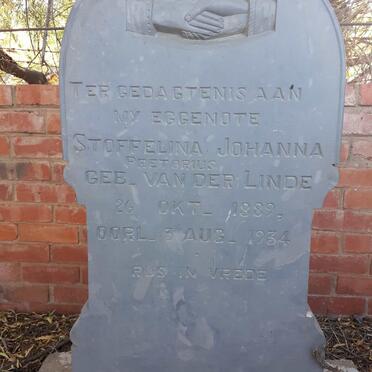 TER GEDAGTENIS AAN
MY EGGENOTE
STOFFELINA JOHANNA
PRETORIUS
GEB. VAN DER LINDE
26 OKT. 1889,
OORL. 3 AUG. 1934
RUS IN VREDE